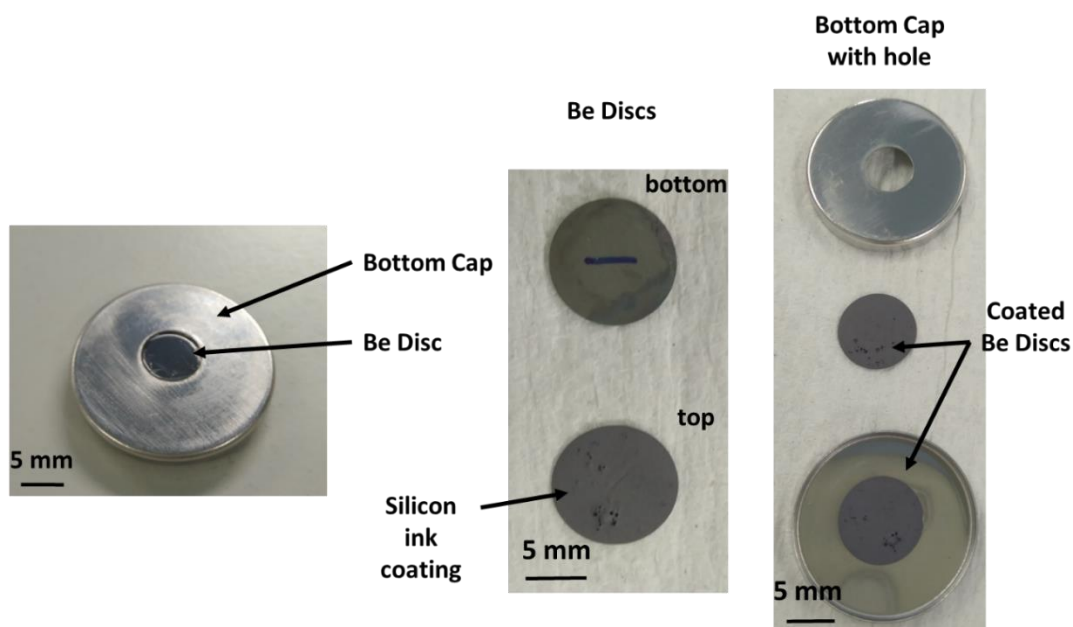 Bottom Cap
Be Disc
5 mm
Be Discs
bottom
top
Silicon
ink
coating
5 mm
Bottom Cap
with hole
Coated
Be Discs
5 mm